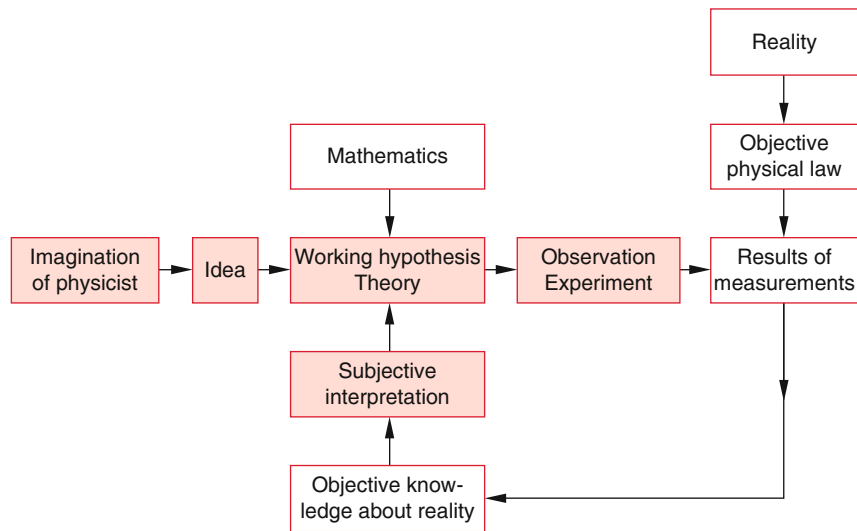 Reality
Mathematics
Objective
physical law
Imagination
of physicist
Idea
Working hypothesis
Theory
Observation
Experiment
Results of
measurements
Subjective
interpretation
Objective know-
ledge about reality